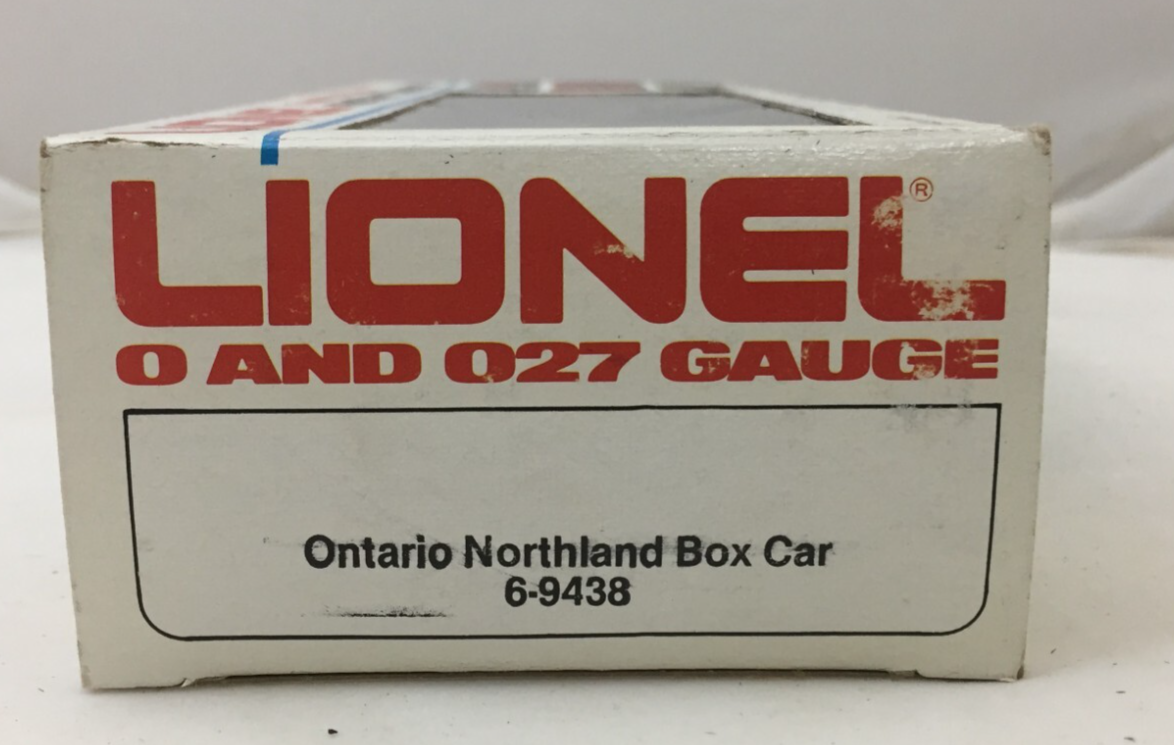 LIONEL®
O AND O27 GAUGE
Ontario Northland Box Car
6-9438